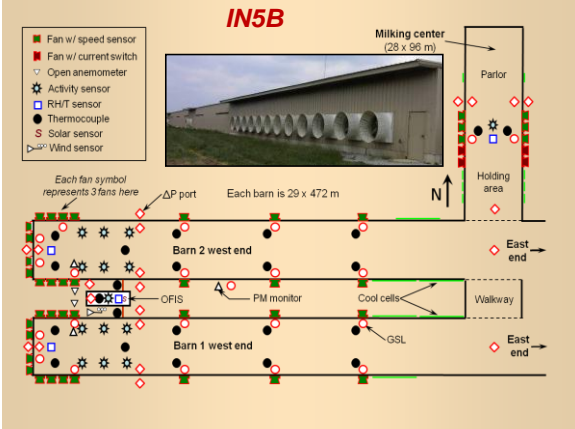 IN5B
Fan w/ speed sensor
Fan w/ current switch
Open anemometer
Activity sensor
RH/T sensor
Thermocouple
Solar sensor
Wind sensor
Milking center
(28 x 96 m)
Parlor
Holding
area
N
Each fan symbol
represents 3 fans here
ΔP port
Each barn is 29 x 472 m
Barn 2 west end
East
end
OFIS
PM monitor
Cool cells
Walkway
GSL
Barn 1 west end
East
end